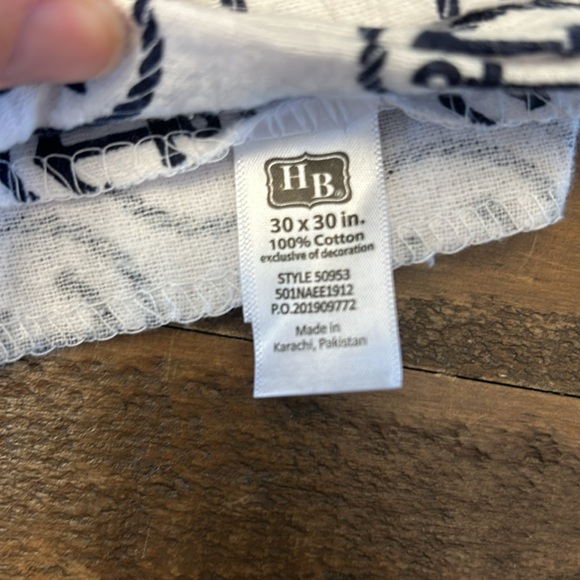 HB®
30 x 30 in.
100% Cotton
exclusive of decoration
STYLE 50953
501NAEE1912
P.O.201909772
Made in
Karachi, Pakistan